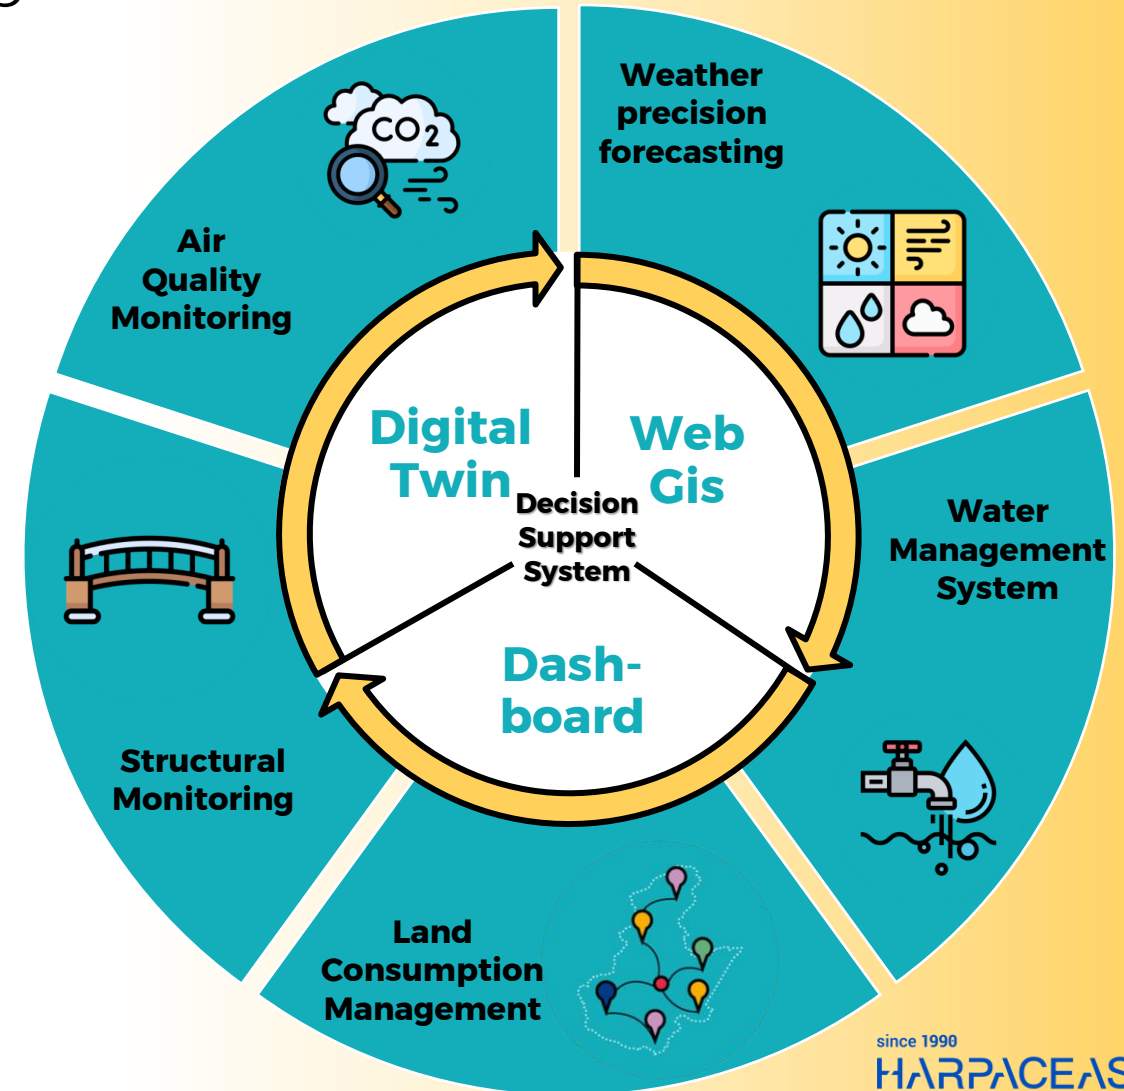 Weather
precision
forecasting
CO2
Air
Quality
Monitoring
Digital
Twin
Web
Gis
Decision
Support
System
Water
Management
System
Dash-
board
Structural
Monitoring
Land
Consumption
Management
since 1990
HARPACEAS